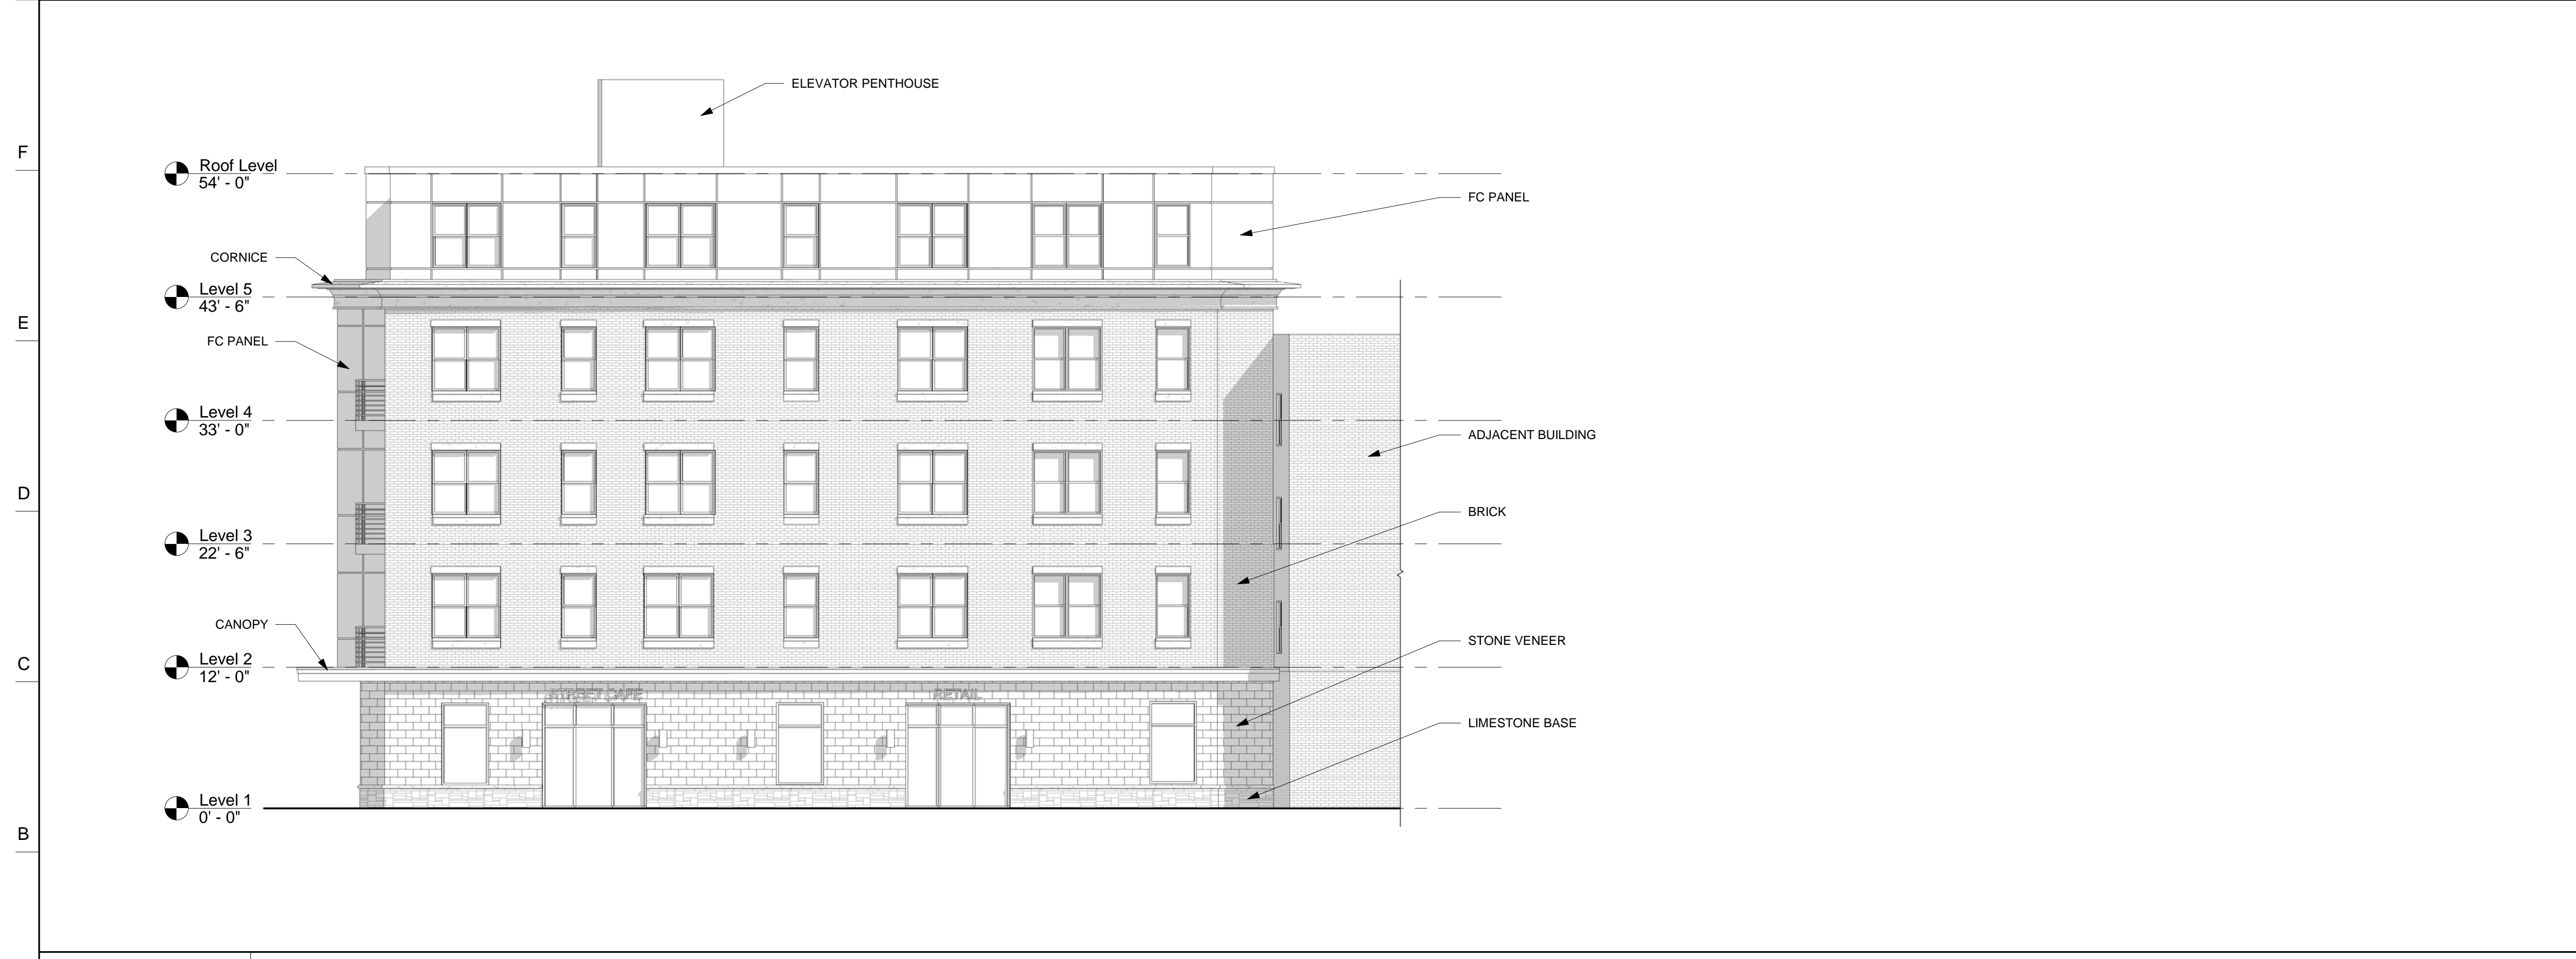 ELEVATOR PENTHOUSE
F
Roof Level
54' - 0"
FC PANEL
CORNICE
Level 5
43' - 6"
E
FC PANEL
Level 4
33' - 0"
ADJACENT BUILDING
D
BRICK
Level 3
22' - 6"
CANOPY
STONE VENEER
C
Level 2
12' - 0"
STREET CAFE
RETAIL
LIMESTONE BASE
Level 1
0' - 0"
B